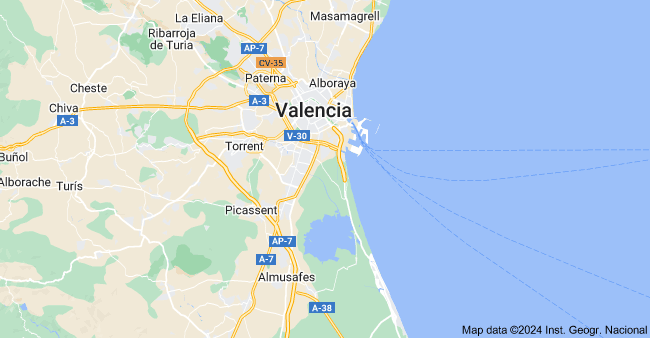 La Eliana
Masamagrell
Ribarroja
de Turia
AP-7
CV-35
Paterna
Alboraya
Cheste
A-3
Chiva
Valencia
A-3
V-30
Torrent
Buñol
Alborache
Turís
Picassent
AP-7
A-7
Almusafes
A-38
Map data ©2024 Inst. Geogr. Nacional